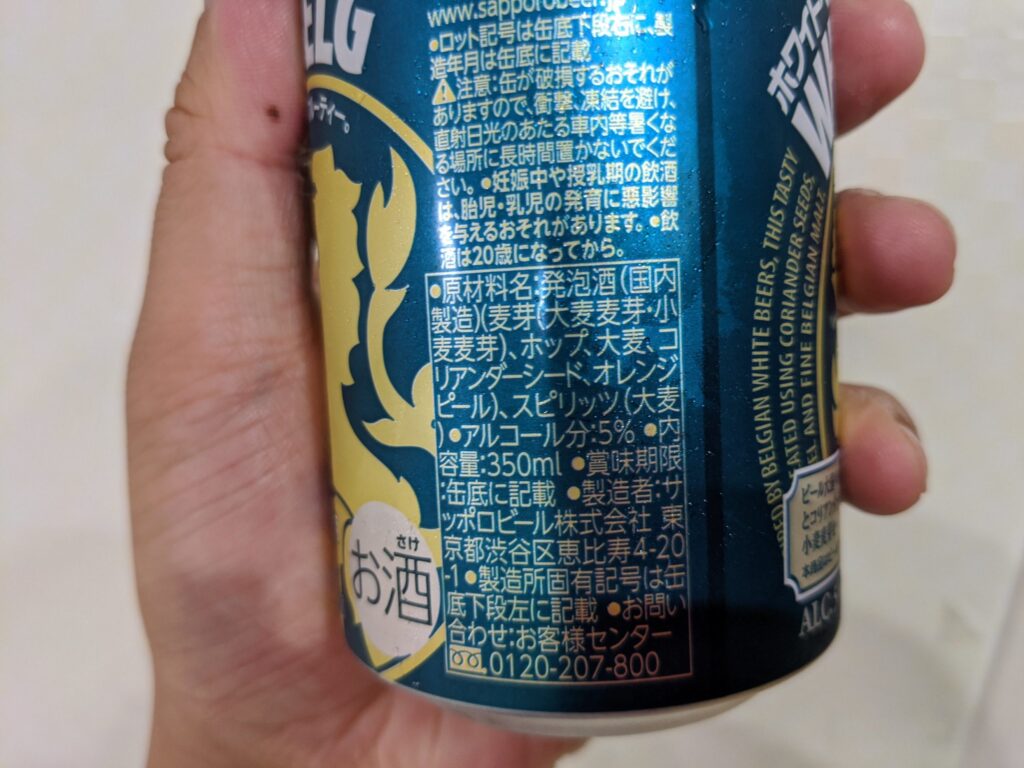 ELG
www.sapporobeer.jp
•ロット記号は缶底下段右に、製
造年月は缶底に記載
⚠注意:缶が破損するおそれが
ありますので、衝撃、凍結を避け、
直射日光のあたる車内等暑くな
る場所に長時間置かないでくだ
さい。•妊娠中や授乳期の飲酒
は、胎児・乳児の発育に悪影響
を与えるおそれがあります。•飲
酒は20歳になってから。
•原材料名:発泡酒(国内
製造)(麦芽(大麦麦芽・小
麦麦芽)、ホップ、大麦、コ
リアンダーシード、オレンジ
ピール)、スピリッツ(大麦
)•アルコール分:5% •内
容量:350ml •賞味期限
:缶底に記載 •製造者:サ
ッポロビール株式会社 東
京都渋谷区恵比寿4-20
-1•製造所固有記号は缶
底下段左に記載 •お問い
合わせ:お客様センター
0120-207-800
さけ
お酒
ホワイト
W
BY BELGIAN WHITE BEERS, THIS TASTY
USING CORIANDER SEEDS,
AND FINE BELGIAN MALT
ALC.5